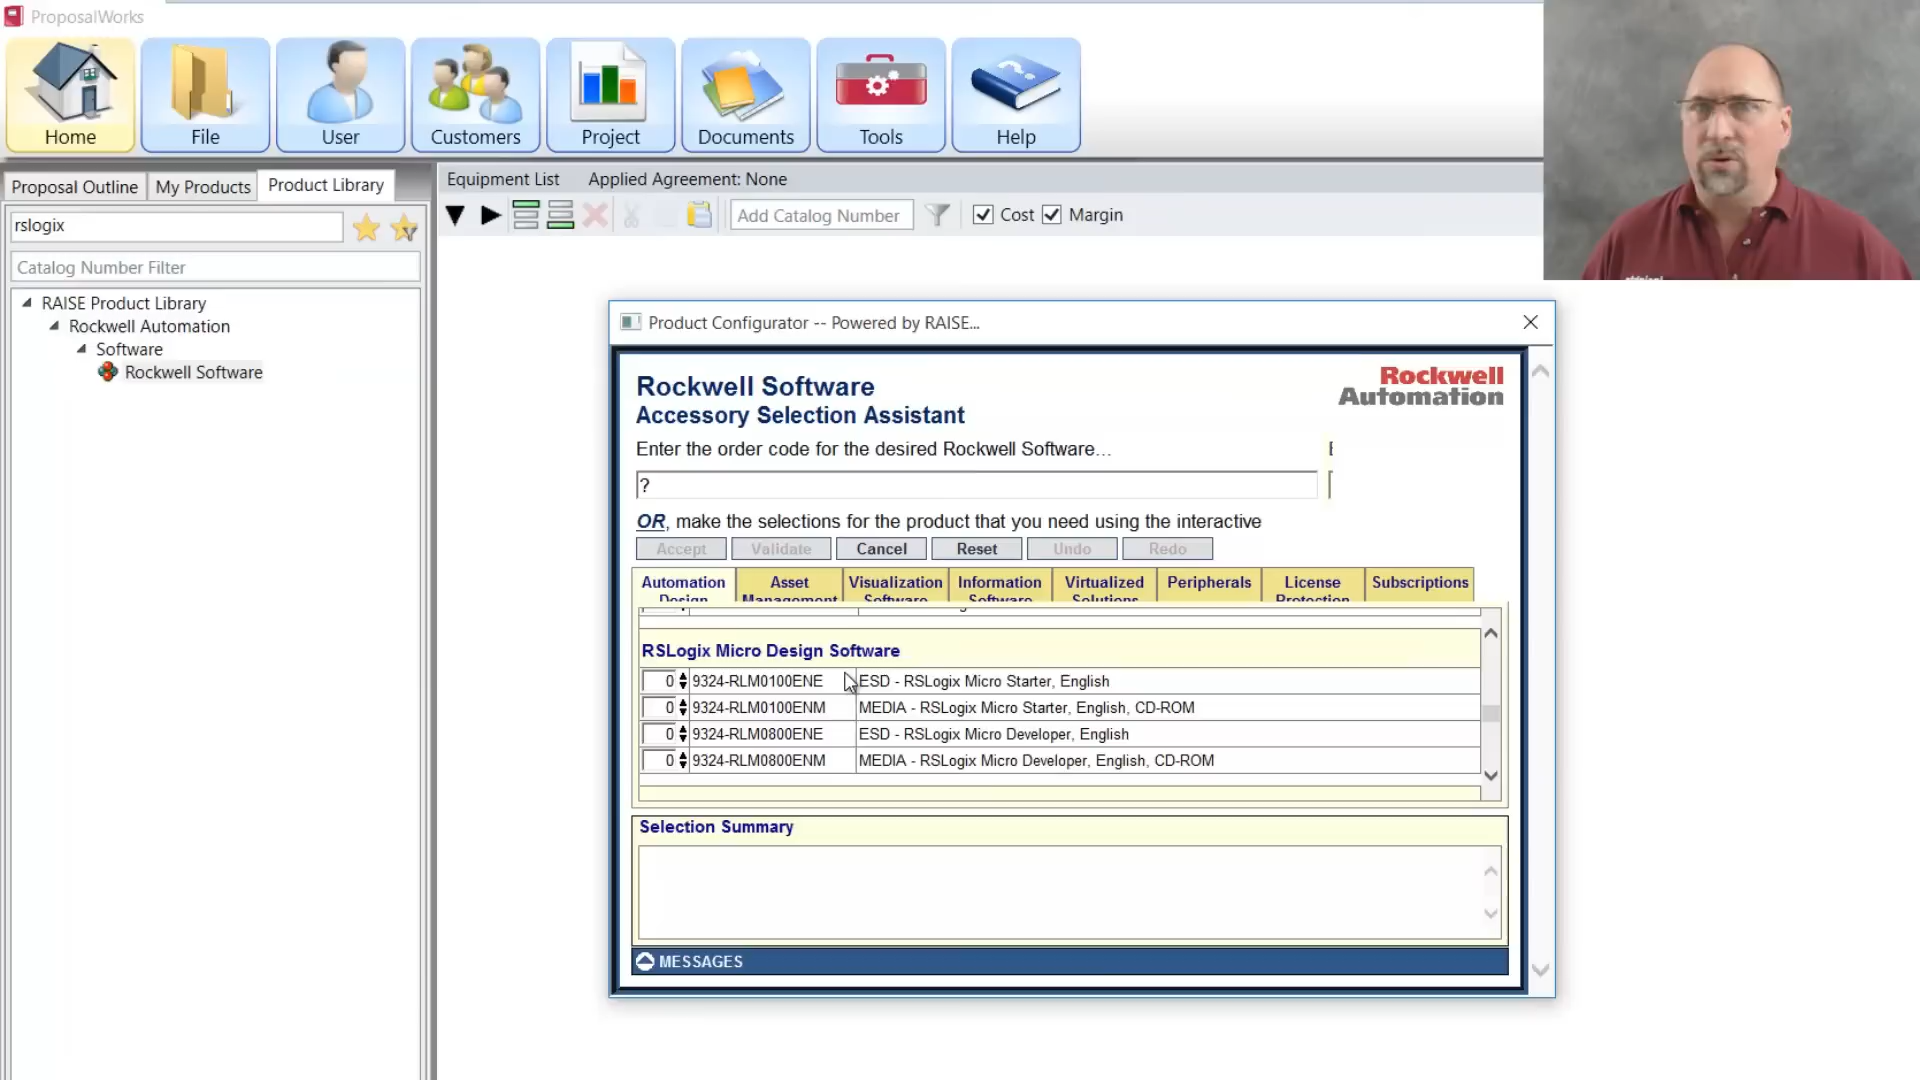 ProposalWorks
Home
File
User
Customers
Project
Documents
Tools
Help
Proposal Outline
My Products
Product Library
rslogix
Catalog Number Filter
RAISE Product Library
Rockwell Automation
Software
Rockwell Software
Equipment List
Applied Agreement: None
Add Catalog Number
Cost
Margin
Product Configurator -- Powered by RAISE...
Rockwell Software
Accessory Selection Assistant
Rockwell
Automation
Enter the order code for the desired Rockwell Software...
?
OR, make the selections for the product that you need using the interactive
Accept
Validate
Cancel
Reset
Undo
Redo
Automation Design
Asset Management
Visualization Software
Information Software
Virtualized Solutions
Peripherals
License Protection
Subscriptions
RSLogix Micro Design Software
0 9324-RLM0100ENE ESD - RSLogix Micro Starter, English
0 9324-RLM0100ENM MEDIA - RSLogix Micro Starter, English, CD-ROM
0 9324-RLM0800ENE ESD - RSLogix Micro Developer, English
0 9324-RLM0800ENM MEDIA - RSLogix Micro Developer, English, CD-ROM
Selection Summary
MESSAGES